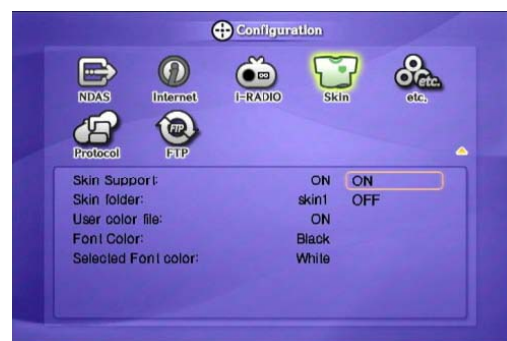 Configuration
NDAS Internet I-RADIO Skin etc.
Protocol FTP
Skin Support: ON ON
Skin folder: skin1 OFF
User color file: ON
Font Color: Black
Selected Font color: White